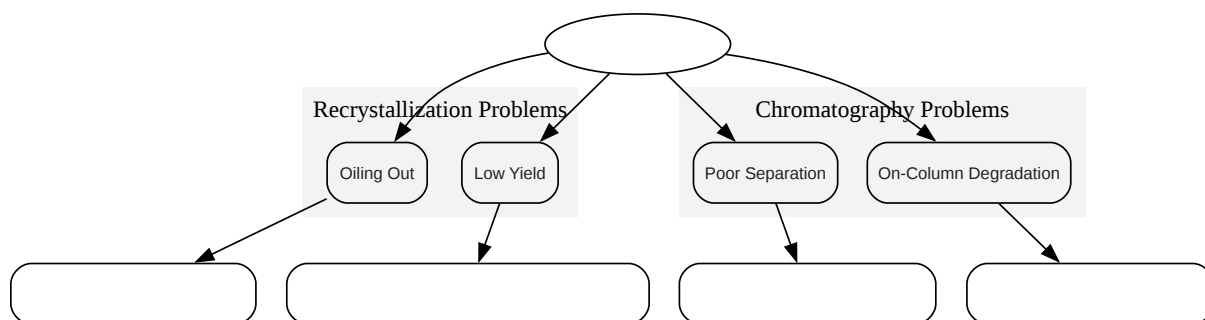 Recrystallization Problems
Chromatography Problems
Oiling Out
Low Yield
Poor Separation
On-Column Degradation